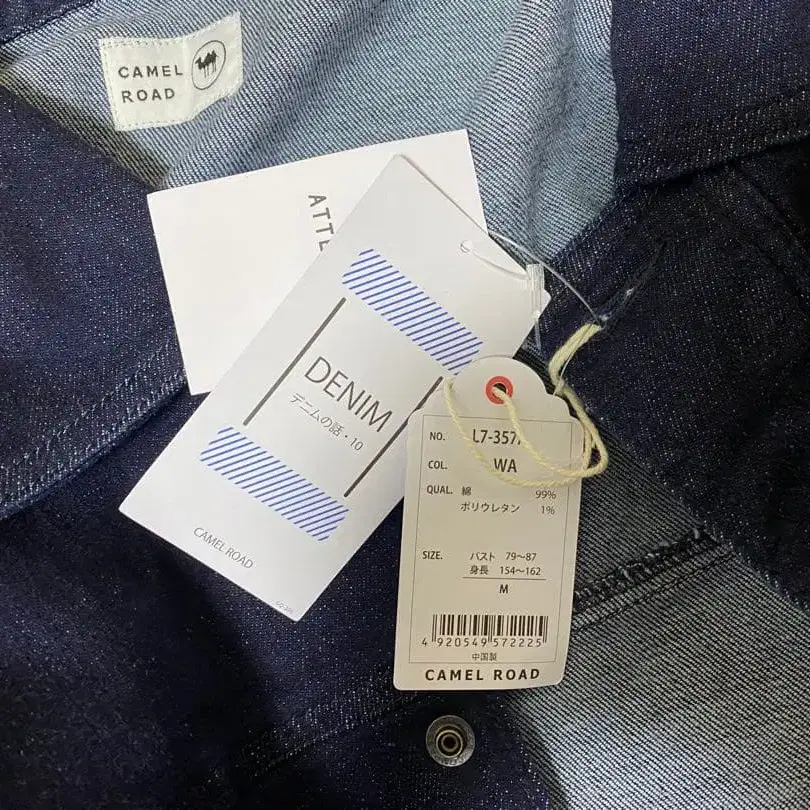 CAMEL
ROAD
ATTE
DENIM
デニムの話・10
CAMEL ROAD
NO. L7-357
COL. WA
QUAL. 綿 99%
ポリウレタン 1%
SIZE. バスト 79〜87
身長 154〜162
M
4 920549 572225
中国製
CAMEL ROAD